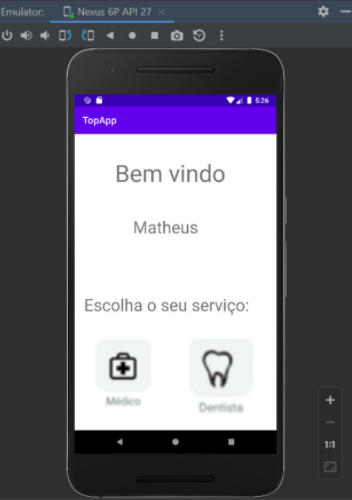 Emulator: Nexus 6P API 27
5:26
TopApp
Bem vindo
Matheus
Escolha o seu serviço:
Médico
Dentista
1:1